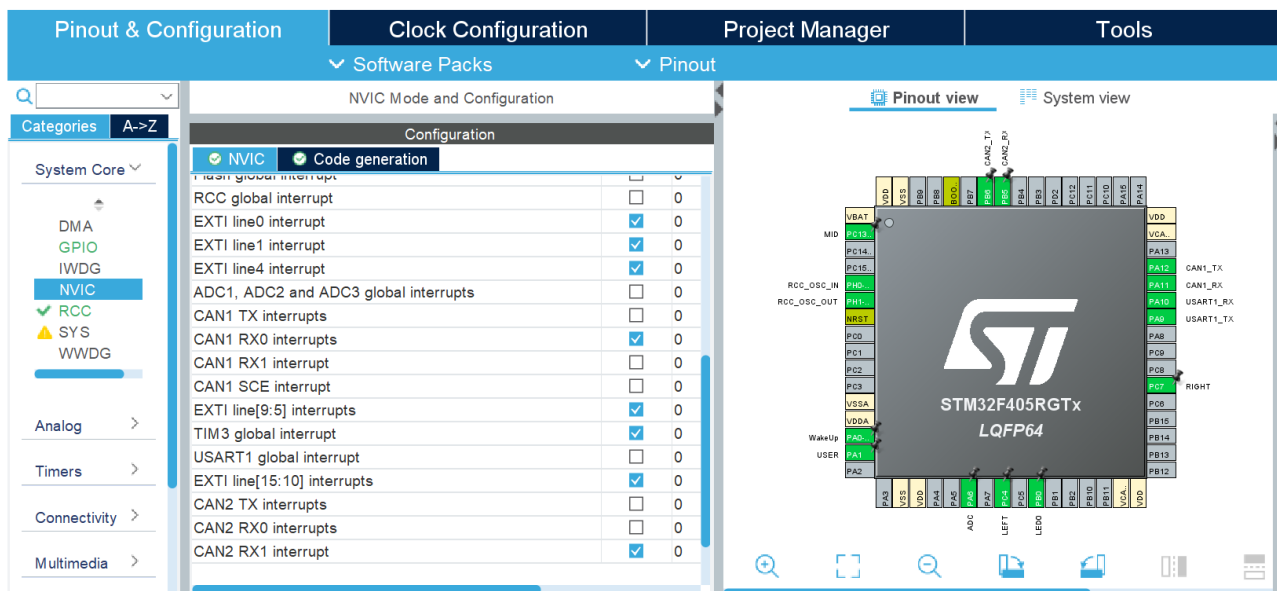 Pinout & Configuration
Clock Configuration
Project Manager
Tools
Software Packs
Pinout
Categories
A->Z
System Core
DMA
GPIO
IWDG
NVIC
RCC
SYS
WWDG
Analog
Timers
Connectivity
Multimedia
NVIC Mode and Configuration
Configuration
NVIC
Code generation
Flash global interrupt 0
RCC global interrupt 0
EXTI line0 interrupt 0
EXTI line1 interrupt 0
EXTI line4 interrupt 0
ADC1, ADC2 and ADC3 global interrupts 0
CAN1 TX interrupts 0
CAN1 RX0 interrupts 0
CAN1 RX1 interrupt 0
CAN1 SCE interrupt 0
EXTI line[9:5] interrupts 0
TIM3 global interrupt 0
USART1 global interrupt 0
EXTI line[15:10] interrupts 0
CAN2 TX interrupts 0
CAN2 RX0 interrupts 0
CAN2 RX1 interrupt 0
Pinout view
System view
CAN2_TX
CAN2_RX
VDD
VSS
PB9
PB8
BOO..
PB7
PB6
PB5
PB4
PB3
PD2
PC12
PC11
PC10
PA15
PA14
VBAT
MID PC13..
PC14..
PC15..
RCC_OSC_IN PH0-..
RCC_OSC_OUT PH1-..
NRST
PC0
PC1
PC2
PC3
VSSA
VDDA
WakeUp PA0-..
USER PA1
PA2
STM32F405RGTx
LQFP64
VDD
VCA..
PA13
PA12 CAN1_TX
PA11 CAN1_RX
PA10 USART1_RX
PA9 USART1_TX
PA8
PC9
PC8
PC7 RIGHT
PC6
PB15
PB14
PB13
PB12
PA3
VSS
VDD
PA4
PA5
PA6
PA7
PC4
PC5
PB0
PB1
PB2
PB10
PB11
VCA..
VDD
ADC
LEFT
LED0